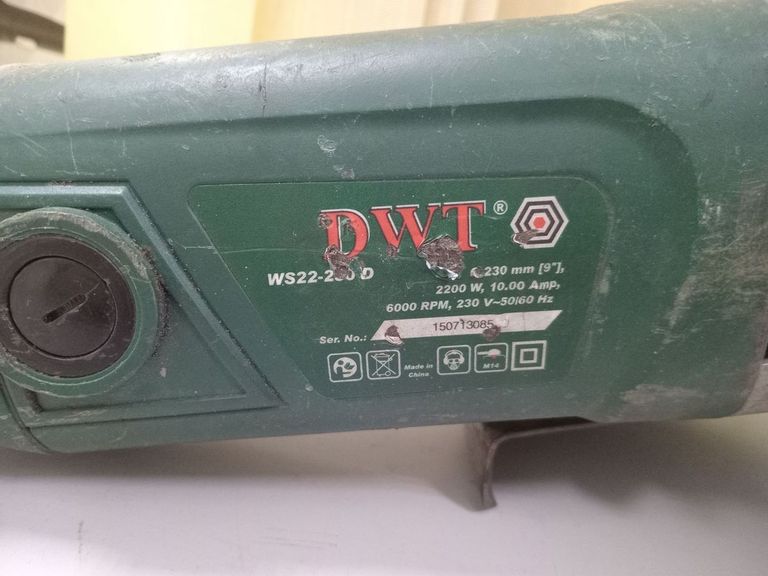 DWT®
WS22-230 D
230 mm [9"],
2200 W, 10.00 Amp,
6000 RPM, 230 V~50/60 Hz
Ser. No.: 150713085
Made in
China
M14